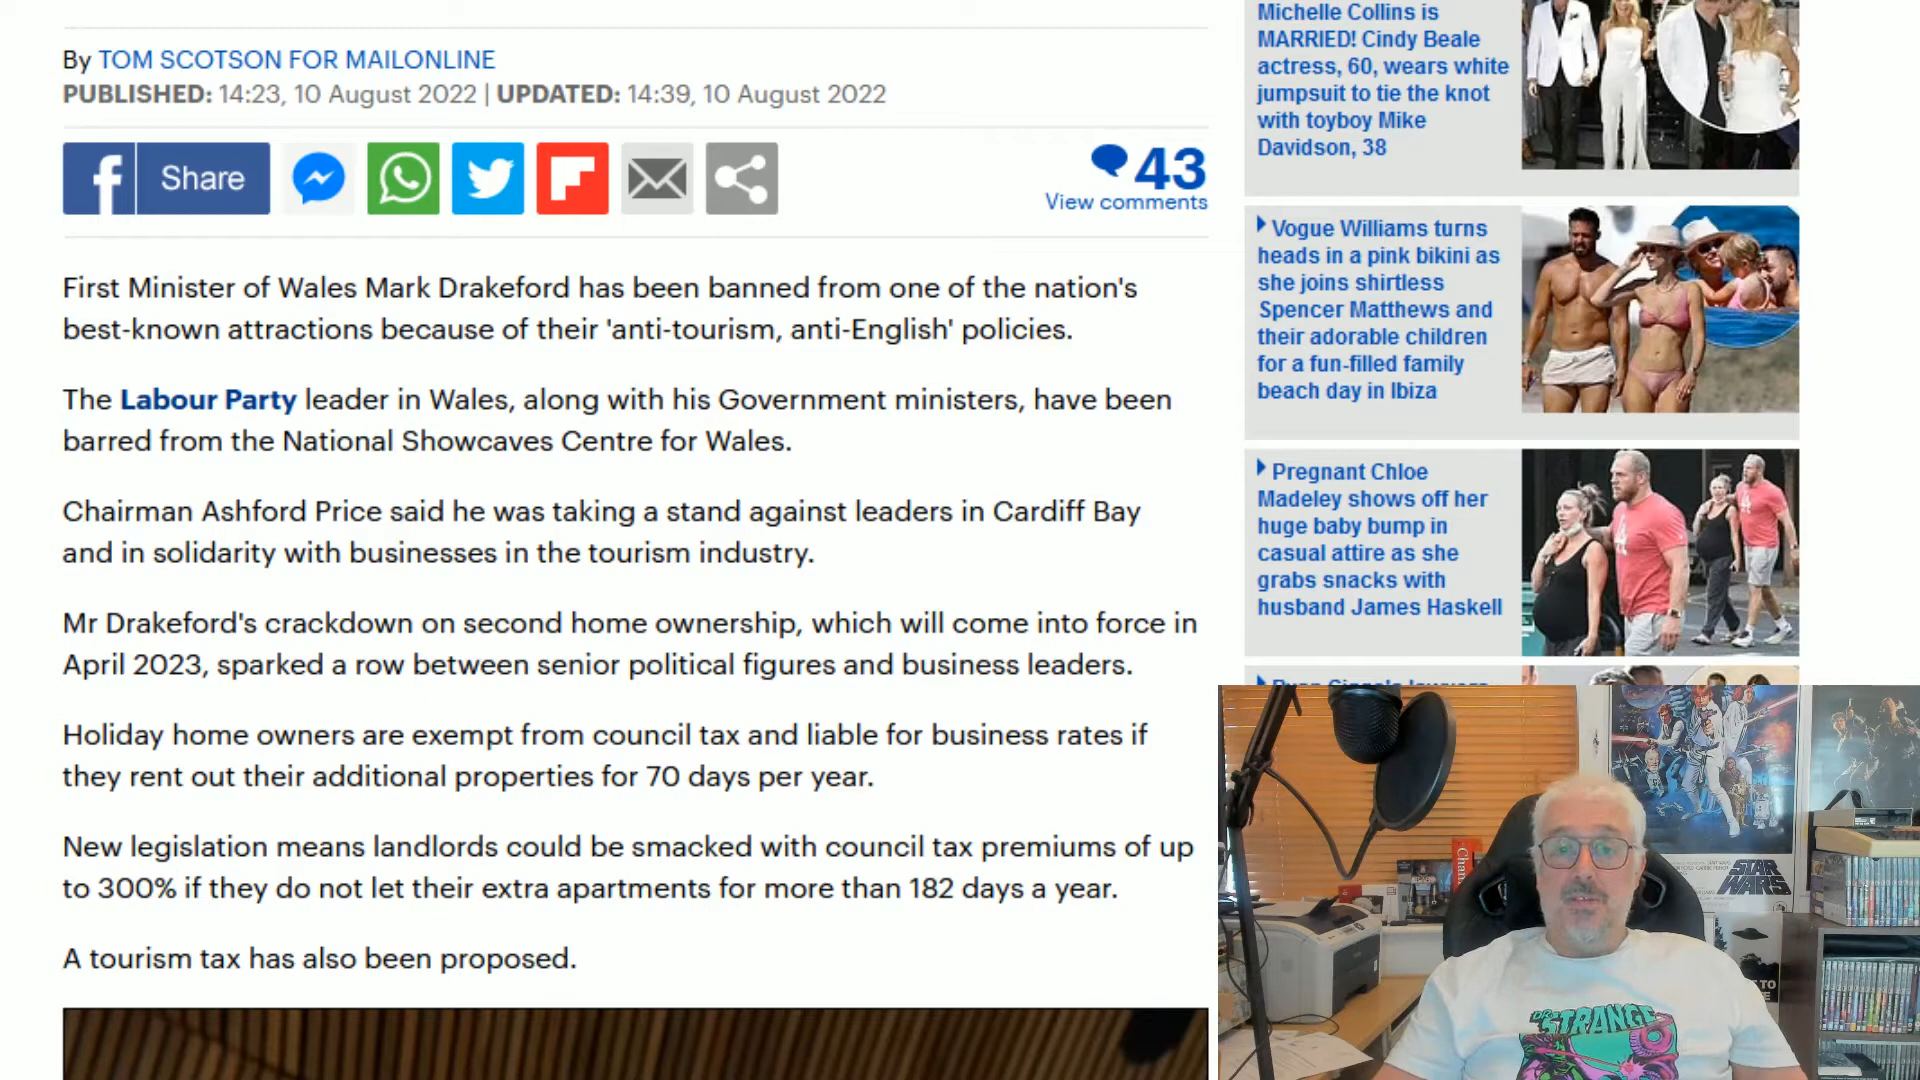 By TOM SCOTSON FOR MAILONLINE
PUBLISHED: 14:23, 10 August 2022 | UPDATED: 14:39, 10 August 2022
Share
43
View comments
First Minister of Wales Mark Drakeford has been banned from one of the nation's
best-known attractions because of their 'anti-tourism, anti-English' policies.
The Labour Party leader in Wales, along with his Government ministers, have been
barred from the National Showcaves Centre for Wales.
Chairman Ashford Price said he was taking a stand against leaders in Cardiff Bay
and in solidarity with businesses in the tourism industry.
Mr Drakeford's crackdown on second home ownership, which will come into force in
April 2023, sparked a row between senior political figures and business leaders.
Holiday home owners are exempt from council tax and liable for business rates if
they rent out their additional properties for 70 days per year.
New legislation means landlords could be smacked with council tax premiums of up
to 300% if they do not let their extra apartments for more than 182 days a year.
A tourism tax has also been proposed.
Michelle Collins is
MARRIED! Cindy Beale
actress, 60, wears white
jumpsuit to tie the knot
with toyboy Mike
Davidson, 38
Vogue Williams turns
heads in a pink bikini as
she joins shirtless
Spencer Matthews and
their adorable children
for a fun-filled family
beach day in Ibiza
Pregnant Chloe
Madeley shows off her
huge baby bump in
casual attire as she
grabs snacks with
husband James Haskell
STAR
WARS
DR. STRANGE